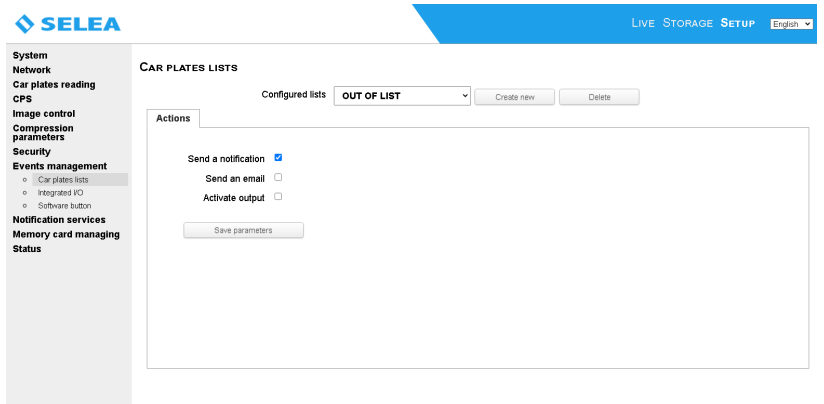 SELEA
LIVE STORAGE SETUP English
System
Network
Car plates reading
CPS
Image control
Compression
parameters
Security
Events management
Car plates lists
Integrated I/O
Software button
Notification services
Memory card managing
Status
CAR PLATES LISTS
Configured lists OUT OF LIST Create new Delete
Actions
Send a notification
Send an email
Activate output
Save parameters